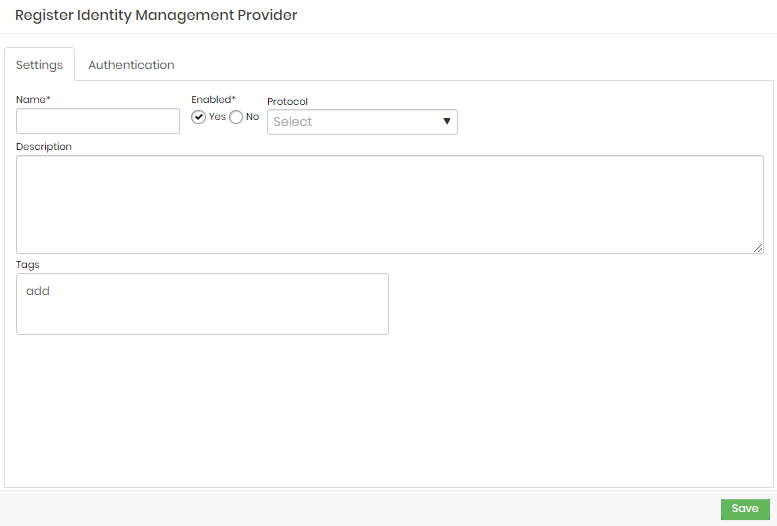 Register Identity Management Provider
Settings Authentication
Name* Enabled* Protocol
Yes No Select
Description
Tags
add
Save